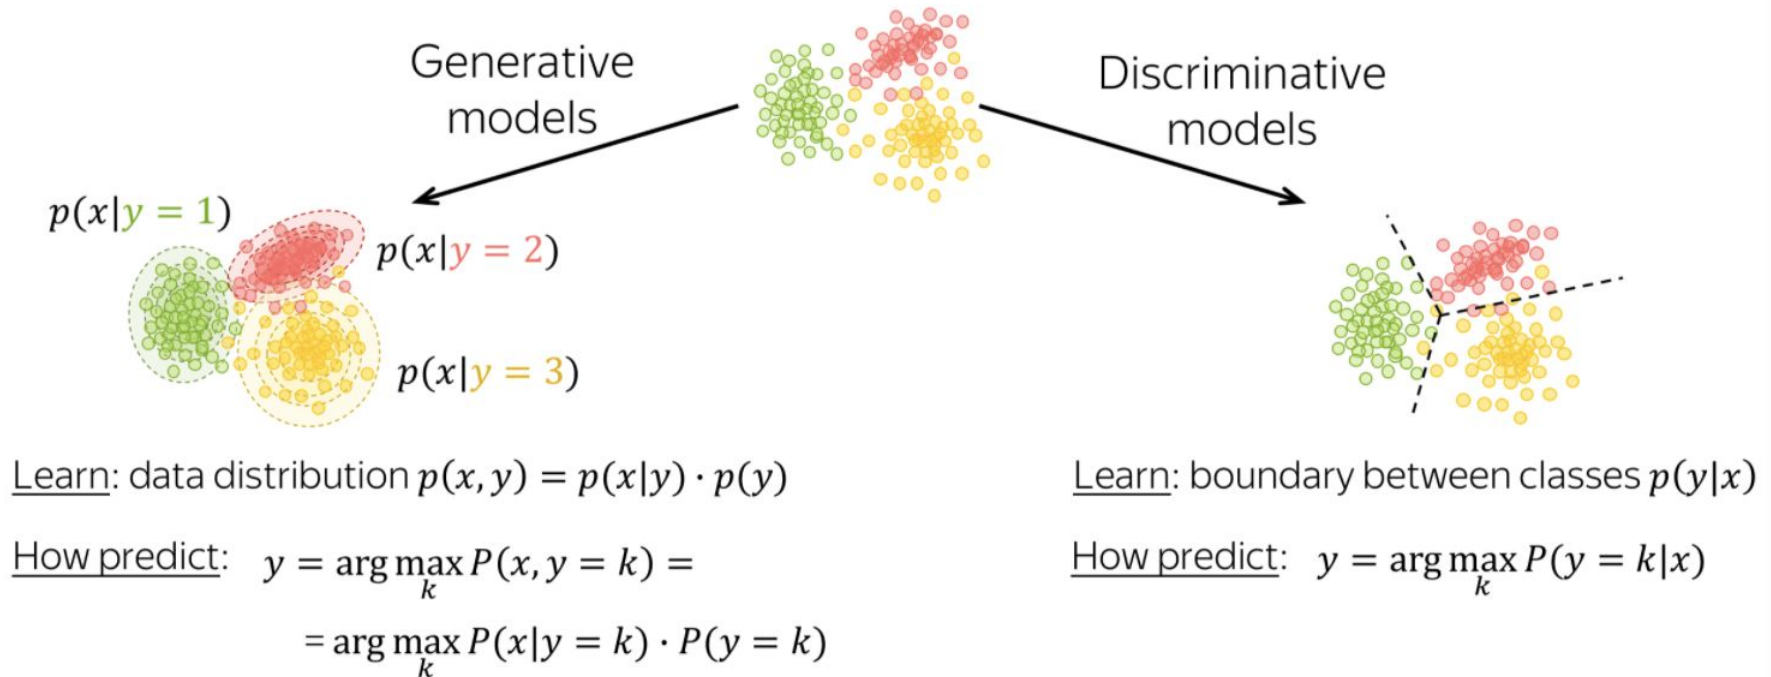 Generative
models
Discriminative
models
p(x|y = 1)
p(x|y = 2)
p(x|y = 3)
Learn: data distribution p(x, y) = p(x|y) · p(y)
How predict: y = arg max P(x, y = k) =
k
= arg max P(x|y = k) · P(y = k)
k
Learn: boundary between classes p(y|x)
How predict: y = arg max P(y = k|x)
k